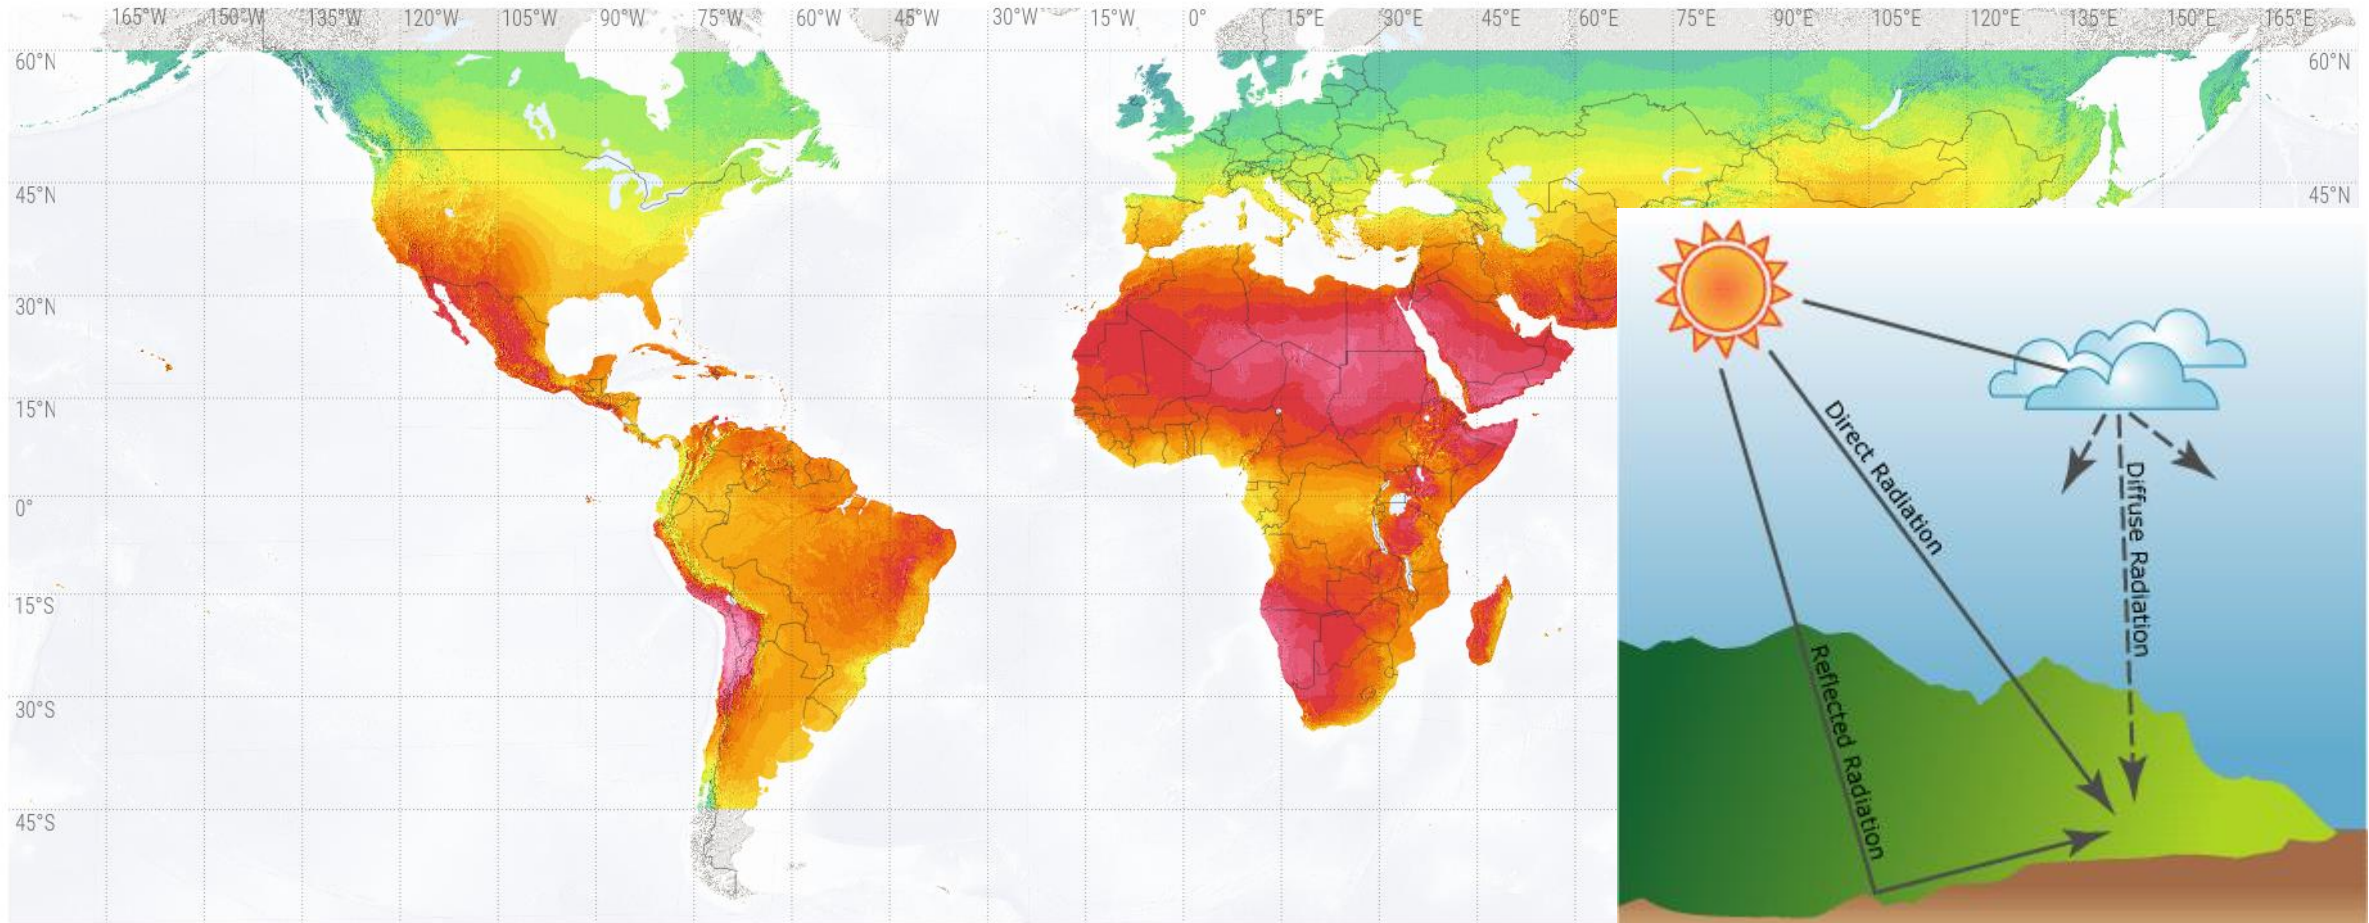 165°W 150°W 135°W 120°W 105°W 90°W 75°W 60°W 45°W 30°W 15°W 0° 15°E 30°E 45°E 60°E 75°E 90°E 105°E 120°E 135°E 150°E 165°E
60°N 60°N
45°N 45°N
30°N
15°N
0°
15°S
30°S
45°S
Direct Radiation
Diffuse Radiation
Reflected Radiation